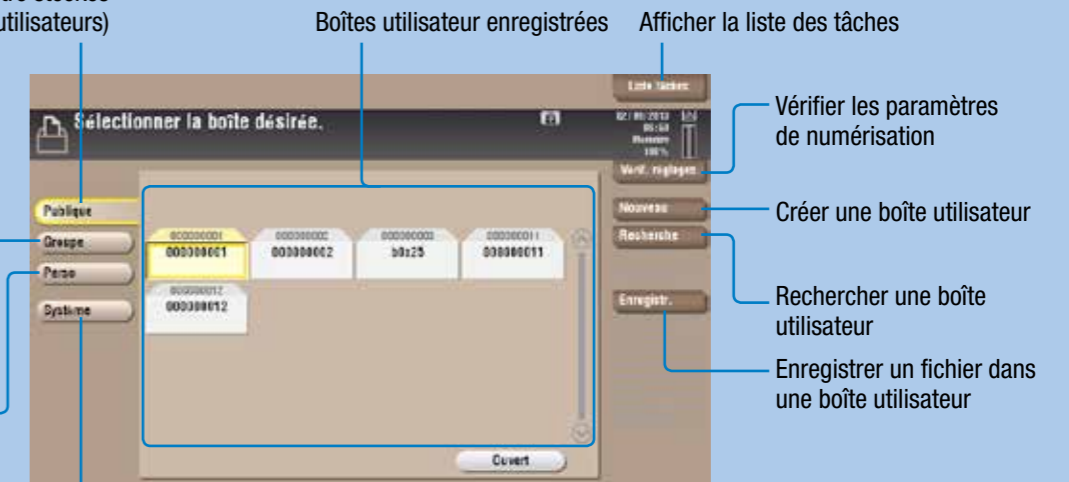 utilisateurs)
Boîtes utilisateur enregistrées
Afficher la liste des tâches
Liste tâches
Sélectionner la boîte désirée.
100%
Vérif. réglages
Vérifier les paramètres
de numérisation
Publique
Groupe
Perso
Système
Nouveau
Recherche
Enregistr.
Créer une boîte utilisateur
Rechercher une boîte
utilisateur
Enregistrer un fichier dans
une boîte utilisateur
000000001
000000001
000000002
000000002
000000003
000000011
000000011
000000012
000000012
Ouvert